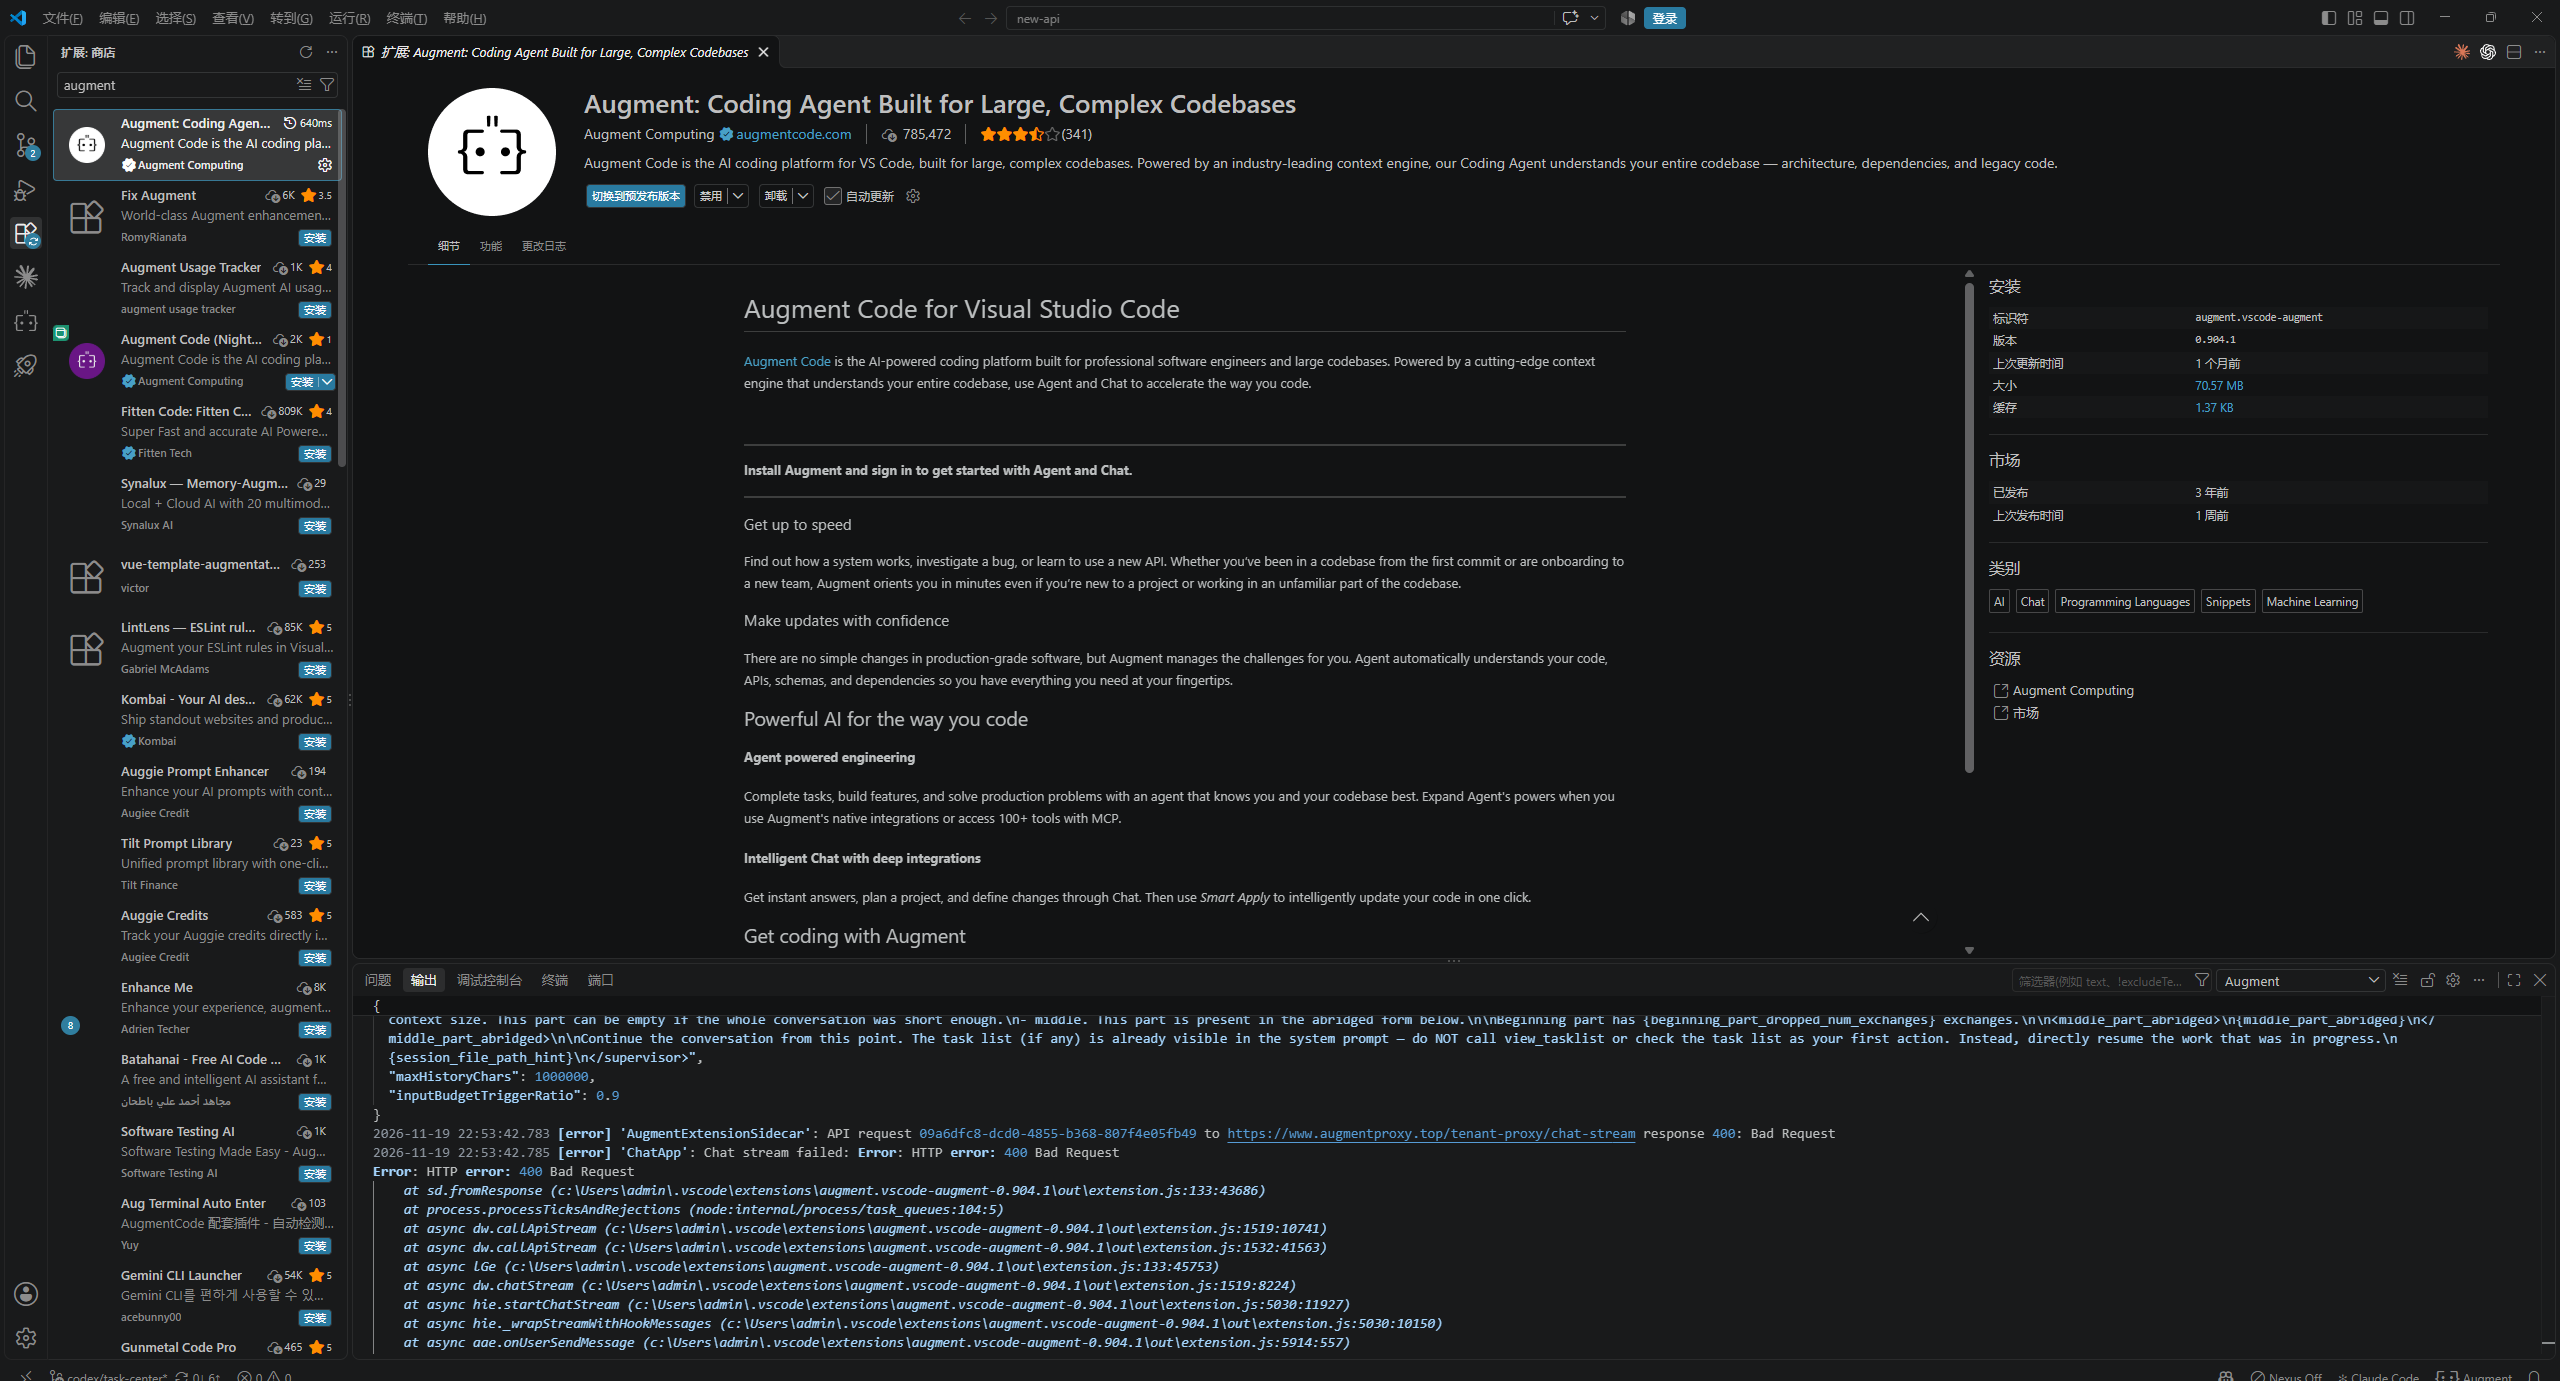 文件(F) 编辑(E) 选择(S) 查看(V) 转到(G) 运行(R) 终端(T) 帮助(H)
new-api
登录
扩展: 商店
augment
Augment: Coding Agen... 640ms
Augment Code is the AI coding pla...
Augment Computing
Fix Augment 6K 3.5
World-class Augment enhancemen...
RomyRianata 安装
Augment Usage Tracker 1K 4
Track and display Augment AI usag...
augment usage tracker 安装
Augment Code (Night... 2K 1
Augment Code is the AI coding pla...
Augment Computing 安装
Fitten Code: Fitten C... 809K 4
Super Fast and accurate AI Powere...
Fitten Tech 安装
Synalux — Memory-Augm... 29
Local + Cloud AI with 20 multimod...
Synalux AI 安装
vue-template-augmentat... 253
victor 安装
LintLens — ESLint rul... 85K 5
Augment your ESLint rules in Visual...
Gabriel McAdams 安装
Kombai - Your AI des... 62K 5
Ship standout websites and produc...
Kombai 安装
Auggie Prompt Enhancer 194
Enhance your AI prompts with cont...
Augiee Credit 安装
Tilt Prompt Library 23 5
Unified prompt library with one-cli...
Tilt Finance 安装
Auggie Credits 583 5
Track your Auggie credits directly i...
Augiee Credit 安装
Enhance Me 8K
Enhance your experience, augment...
Adrien Techer 安装
Batahanai - Free AI Code ... 1K
A free and intelligent AI assistant f...
مجاهد أحمد علي باطحان 安装
Software Testing AI 1K
Software Testing Made Easy - Aug...
Software Testing AI 安装
Aug Terminal Auto Enter 103
AugmentCode 配套插件 - 自动检测...
Yuy 安装
Gemini CLI Launcher 54K 5
Gemini CLI를 편하게 사용할 수 있...
acebunny00 安装
Gunmetal Code Pro 465 5
2
8
扩展: Augment: Coding Agent Built for Large, Complex Codebases
Augment: Coding Agent Built for Large, Complex Codebases
Augment Computing augmentcode.com 785,472 (341)
Augment Code is the AI coding platform for VS Code, built for large, complex codebases. Powered by an industry-leading context engine, our Coding Agent understands your entire codebase — architecture, dependencies, and legacy code.
切换到预发布版本 禁用 卸载 自动更新
细节 功能 更改日志
Augment Code for Visual Studio Code
Augment Code is the AI-powered coding platform built for professional software engineers and large codebases. Powered by a cutting-edge context
engine that understands your entire codebase, use Agent and Chat to accelerate the way you code.
Install Augment and sign in to get started with Agent and Chat.
Get up to speed
Find out how a system works, investigate a bug, or learn to use a new API. Whether you’ve been in a codebase from the first commit or are onboarding to
a new team, Augment orients you in minutes even if you’re new to a project or working in an unfamiliar part of the codebase.
Make updates with confidence
There are no simple changes in production-grade software, but Augment manages the challenges for you. Agent automatically understands your code,
APIs, schemas, and dependencies so you have everything you need at your fingertips.
Powerful AI for the way you code
Agent powered engineering
Complete tasks, build features, and solve production problems with an agent that knows you and your codebase best. Expand Agent's powers when you
use Augment's native integrations or access 100+ tools with MCP.
Intelligent Chat with deep integrations
Get instant answers, plan a project, and define changes through Chat. Then use Smart Apply to intelligently update your code in one click.
Get coding with Augment
安装
标识符 augment.vscode-augment
版本 0.904.1
上次更新时间 1 个月前
大小 70.57 MB
缓存 1.37 KB
市场
已发布 3 年前
上次发布时间 1 周前
类别
AI Chat Programming Languages Snippets Machine Learning
资源
Augment Computing
市场
问题 输出 调试控制台 终端 端口
筛选器(例如 text、!excludeTe... Augment
{
context size. This part can be empty if the whole conversation was short enough.\n- middle. This part is present in the abridged form below.\n\nBeginning part has {beginning_part_dropped_num_exchanges} exchanges.\n\n<middle_part_abridged>\n{middle_part_abridged}\n</
middle_part_abridged>\n\nContinue the conversation from this point. The task list (if any) is already visible in the system prompt — do NOT call view_tasklist or check the task list as your first action. Instead, directly resume the work that was in progress.\n
{session_file_path_hint}\n</supervisor>",
"maxHistoryChars": 1000000,
"inputBudgetTriggerRatio": 0.9
}
2026-11-19 22:53:42.783 [error] 'AugmentExtensionSidecar': API request 09a6dfc8-dcd0-4855-b368-807f4e05fb49 to https://www.augmentproxy.top/tenant-proxy/chat-stream response 400: Bad Request
2026-11-19 22:53:42.785 [error] 'ChatApp': Chat stream failed: Error: HTTP error: 400 Bad Request
Error: HTTP error: 400 Bad Request
at sd.fromResponse (c:\Users\admin\.vscode\extensions\augment.vscode-augment-0.904.1\out\extension.js:133:43686)
at process.processTicksAndRejections (node:internal/process/task_queues:104:5)
at async dw.callApiStream (c:\Users\admin\.vscode\extensions\augment.vscode-augment-0.904.1\out\extension.js:1519:10741)
at async dw.callApiStream (c:\Users\admin\.vscode\extensions\augment.vscode-augment-0.904.1\out\extension.js:1532:41563)
at async lGe (c:\Users\admin\.vscode\extensions\augment.vscode-augment-0.904.1\out\extension.js:133:45753)
at async dw.chatStream (c:\Users\admin\.vscode\extensions\augment.vscode-augment-0.904.1\out\extension.js:1519:8224)
at async hie.startChatStream (c:\Users\admin\.vscode\extensions\augment.vscode-augment-0.904.1\out\extension.js:5030:11927)
at async hie._wrapStreamWithHookMessages (c:\Users\admin\.vscode\extensions\augment.vscode-augment-0.904.1\out\extension.js:5030:10150)
at async aae.onUserSendMessage (c:\Users\admin\.vscode\extensions\augment.vscode-augment-0.904.1\out\extension.js:5914:557)
codex/task-center* 0↓ 6↑ 0 0 Nexus Off Claude Code Augment